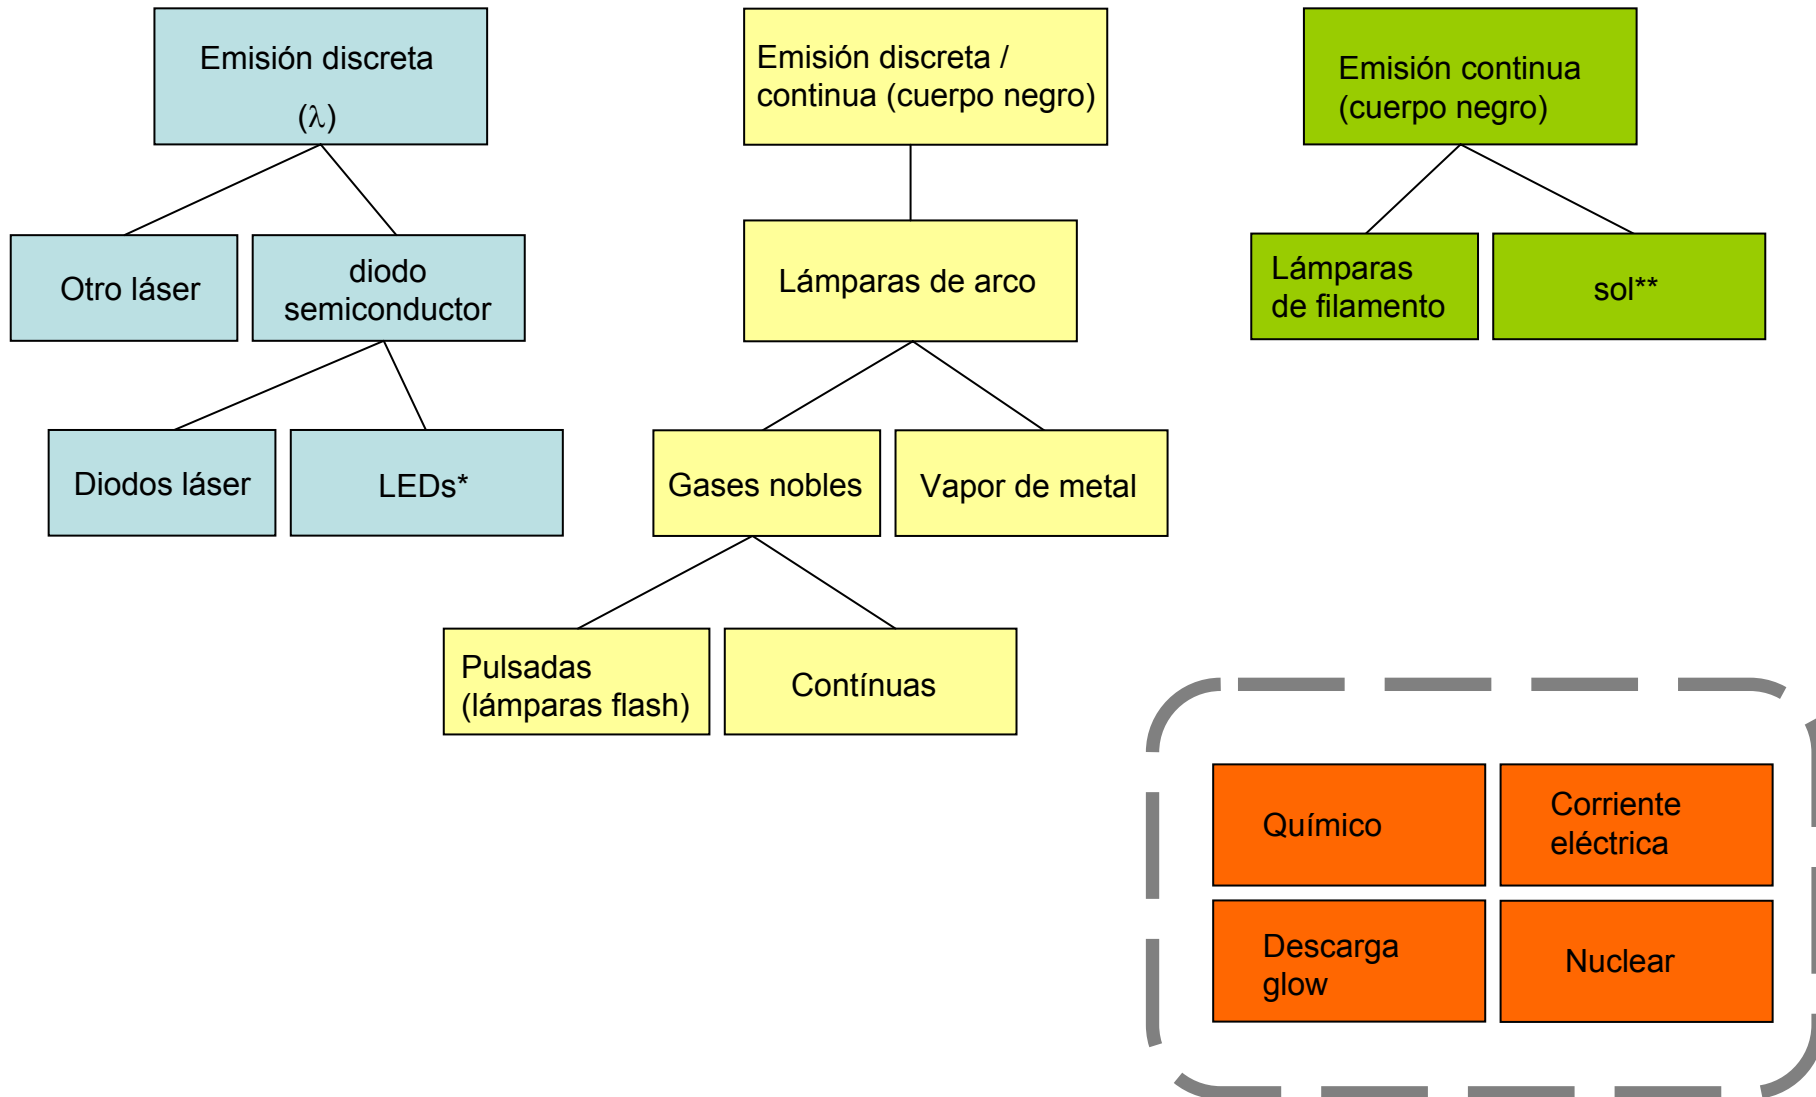 Emisión discreta
(λ)
Emisión discreta /
continua (cuerpo negro)
Emisión continua
(cuerpo negro)
Otro láser
diodo
semiconductor
Lámparas de arco
Lámparas
de filamento
sol**
Diodos láser
LEDs*
Gases nobles
Vapor de metal
Pulsadas
(lámparas flash)
Contínuas
Químico
Corriente
eléctrica
Descarga
glow
Nuclear